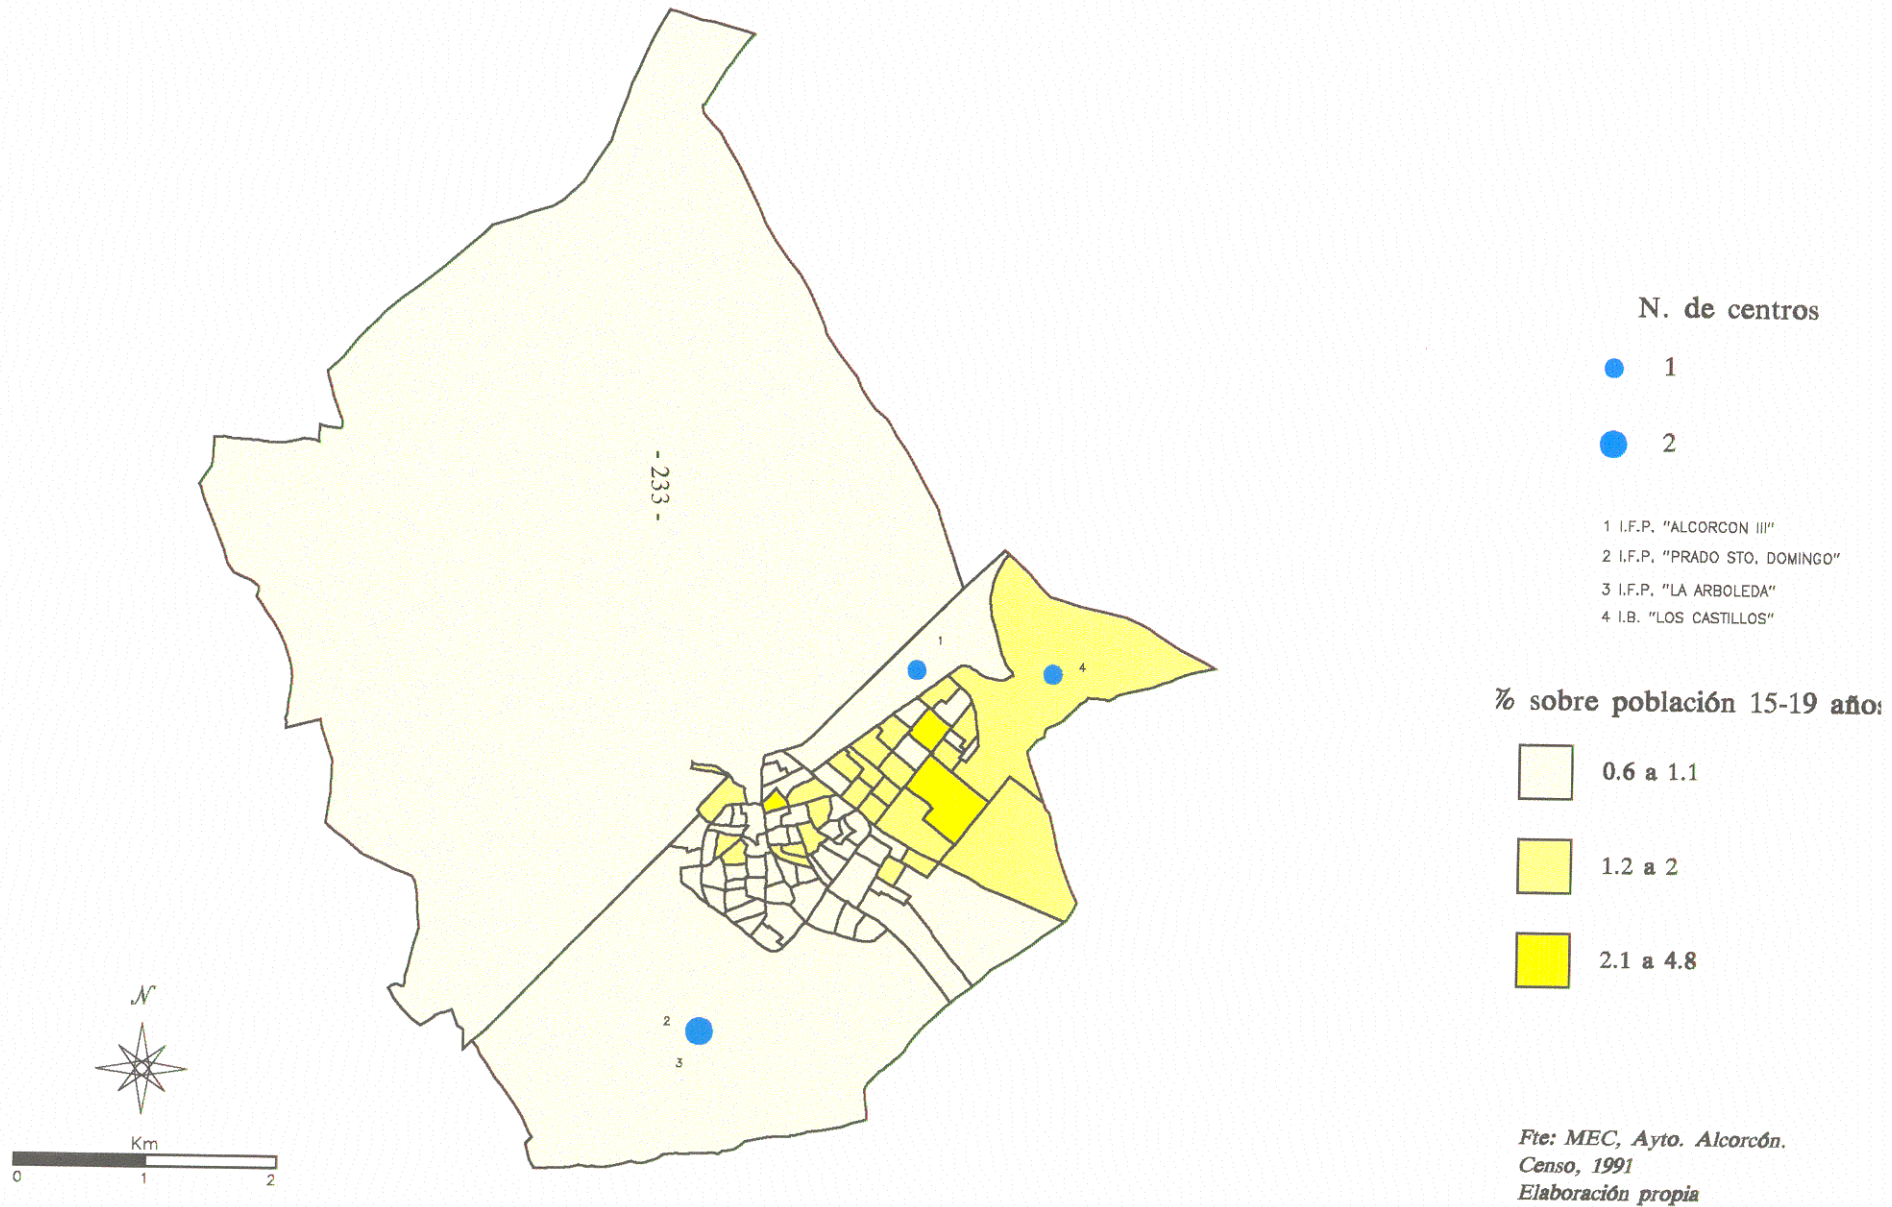 N. de centros
1
2
1 I.F.P. "ALCORCON III"
2 I.F.P. "PRADO STO. DOMINGO"
3 I.F.P. "LA ARBOLEDA"
4 I.B. "LOS CASTILLOS"
- 233 -
1
4
% sobre población 15-19 años
0.6 a 1.1
1.2 a 2
2.1 a 4.8
2
3
N
Km
0 1 2
Fte: MEC, Ayto. Alcorcón.
Censo, 1991
Elaboración propia